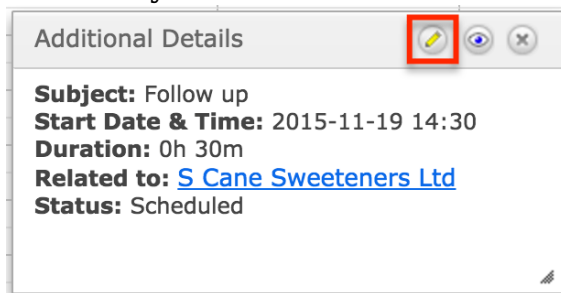 Additional Details
Subject: Follow up
Start Date & Time: 2015-11-19 14:30
Duration: 0h 30m
Related to: S Cane Sweeteners Ltd
Status: Scheduled